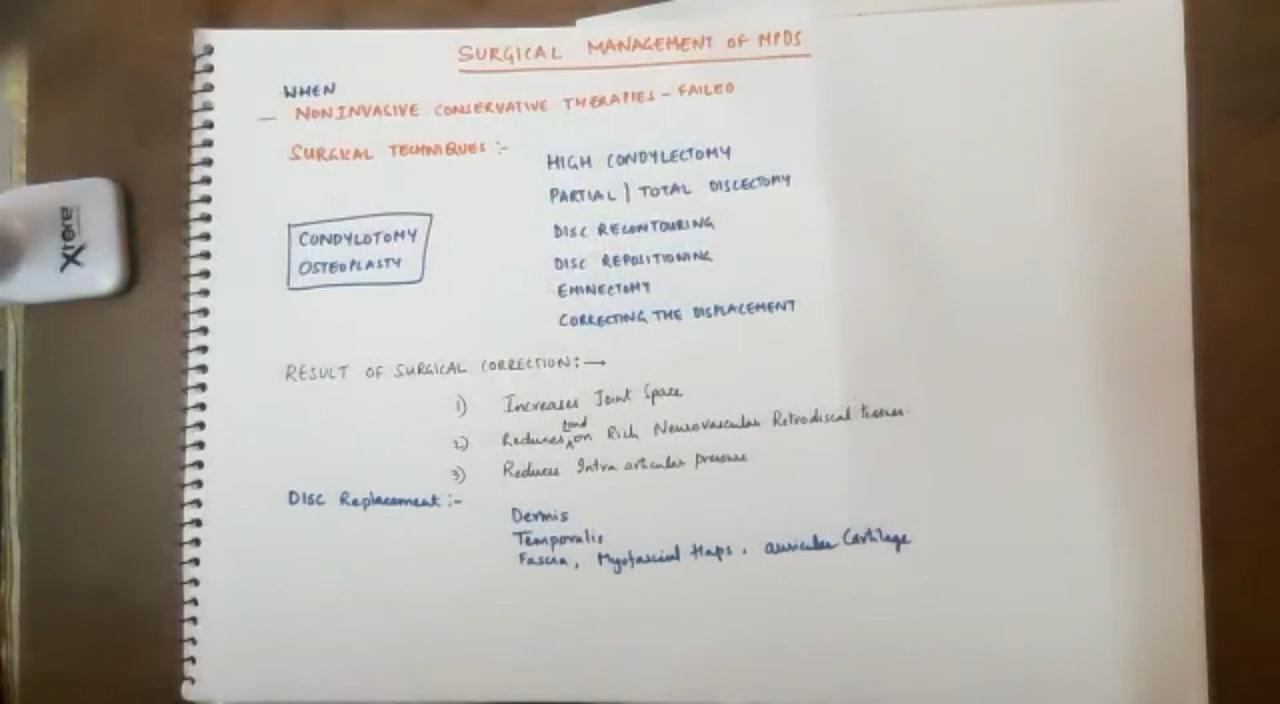 SURGICAL MANAGEMENT OF MPDS
WHEN
— NONINVASIVE CONSERVATIVE THERAPIES - FAILED
SURGICAL TECHNIQUES :-
HIGH CONDYLECTOMY
PARTIAL | TOTAL DISCECTOMY
DISC RECONTOURING
DISC REPOSITIONING
EMINECTOMY
CORRECTING THE DISPLACEMENT
CONDYLOTOMY
OSTEOPLASTY
RESULT OF SURGICAL CORRECTION: →
1) Increases Joint Space
2) Reduces load on Rich Neurovascular Retrodiscal tissues.
3) Reduces Intra articular pressure
DISC Replacement :-
Dermis
Temporalis
Fascia, Myofascial flaps, auricular Cartilage
Xtrera